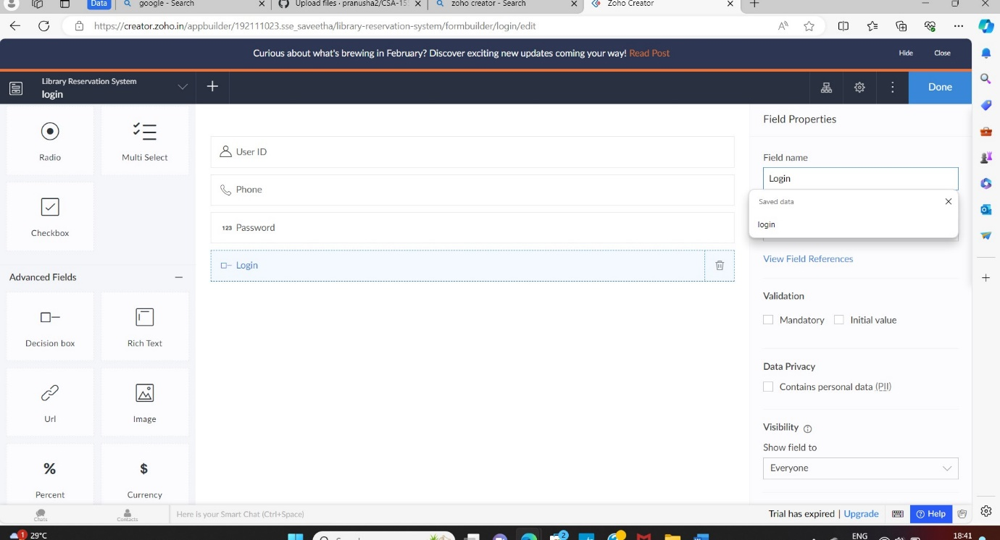 Data
google - Search
Upload files · pranusha2/CSA-15
zoho creator - Search
Zoho Creator
https://creator.zoho.in/appbuilder/192111023.sse_saveetha/library-reservation-system/formbuilder/login/edit
Curious about what's brewing in February? Discover exciting new updates coming your way! Read Post
Hide
Close
Library Reservation System
login
Done
Radio
Multi Select
Checkbox
Advanced Fields
Decision box
Rich Text
Url
Image
%
$
Percent
Currency
User ID
Phone
123 Password
Login
Field Properties
Field name
Login
Saved data
login
View Field References
Validation
Mandatory
Initial value
Data Privacy
Contains personal data (PII)
Visibility
Show field to
Everyone
Chats
Contacts
Here is your Smart Chat (Ctrl+Space)
Trial has expired | Upgrade
Help
1
29°C
2
ENG
18:41